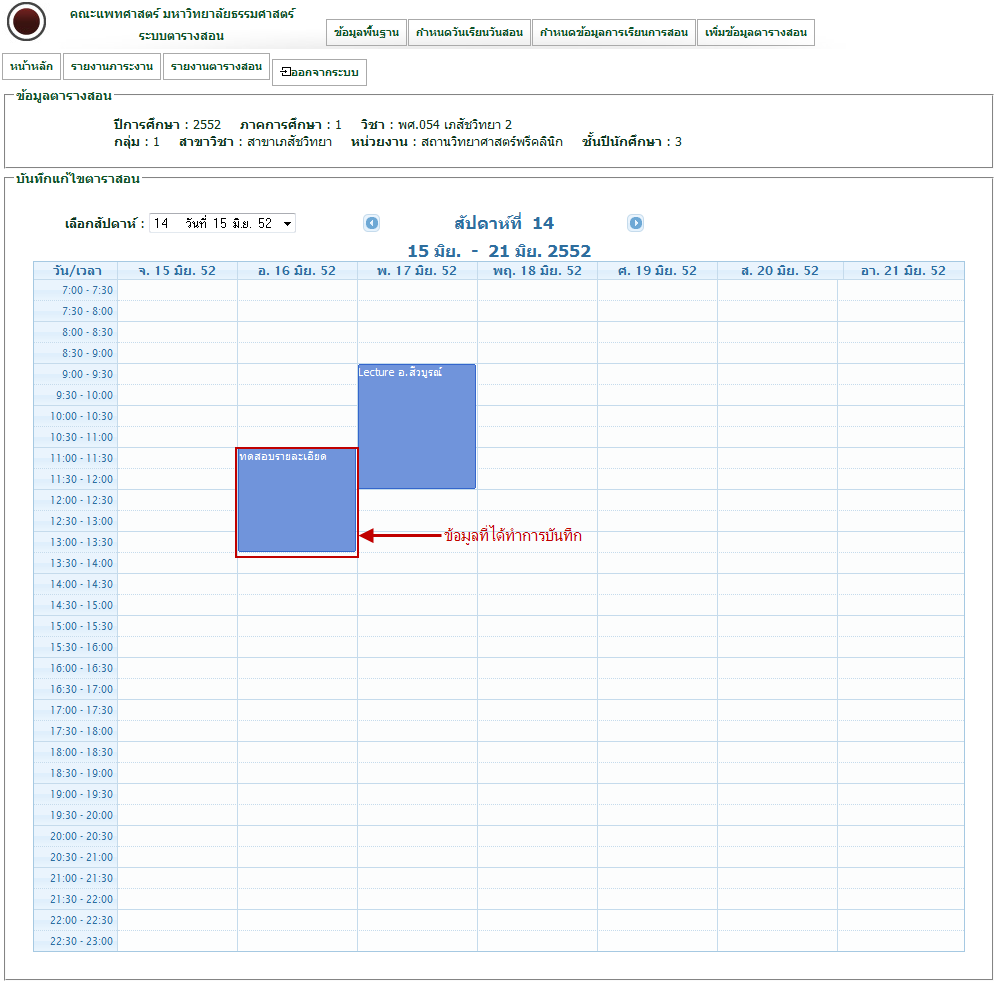 คณะแพทศาสตร์ มหาวิทยาลัยธรรมศาสตร์
ระบบตารางสอน
ข้อมูลพื้นฐาน กำหนดวันเรียนวันสอน กำหนดข้อมูลการเรียนการสอน เพิ่มข้อมูลตารางสอน
หน้าหลัก รายงานภาระงาน รายงานตารางสอน ออกจากระบบ
ข้อมูลตารางสอน
ปีการศึกษา : 2552 ภาคการศึกษา : 1 วิชา : พศ.054 เภสัชวิทยา 2
กลุ่ม : 1 สาขาวิชา : สาขาเภสัชวิทยา หน่วยงาน : สถานวิทยาศาสตร์พรีคลินิก ชั้นปีนักศึกษา : 3
บันทึกแก้ไขตาราสอน
เลือกสัปดาห์ : 14 วันที่ 15 มิ.ย. 52 สัปดาห์ที่ 14
15 มิย. - 21 มิย. 2552
วัน/เวลา จ. 15 มิย. 52 อ. 16 มิย. 52 พ. 17 มิย. 52 พฤ. 18 มิย. 52 ศ. 19 มิย. 52 ส. 20 มิย. 52 อา. 21 มิย. 52
7:00 - 7:30
7:30 - 8:00
8:00 - 8:30
8:30 - 9:00
9:00 - 9:30 Lecture อ.สีวบูรณ์
9:30 - 10:00
10:00 - 10:30
10:30 - 11:00
11:00 - 11:30 ทดสอบรายละเอียด
11:30 - 12:00
12:00 - 12:30
12:30 - 13:00
13:00 - 13:30 ข้อมูลที่ได้ทำการบันทึก
13:30 - 14:00
14:00 - 14:30
14:30 - 15:00
15:00 - 15:30
15:30 - 16:00
16:00 - 16:30
16:30 - 17:00
17:00 - 17:30
17:30 - 18:00
18:00 - 18:30
18:30 - 19:00
19:00 - 19:30
19:30 - 20:00
20:00 - 20:30
20:30 - 21:00
21:00 - 21:30
21:30 - 22:00
22:00 - 22:30
22:30 - 23:00